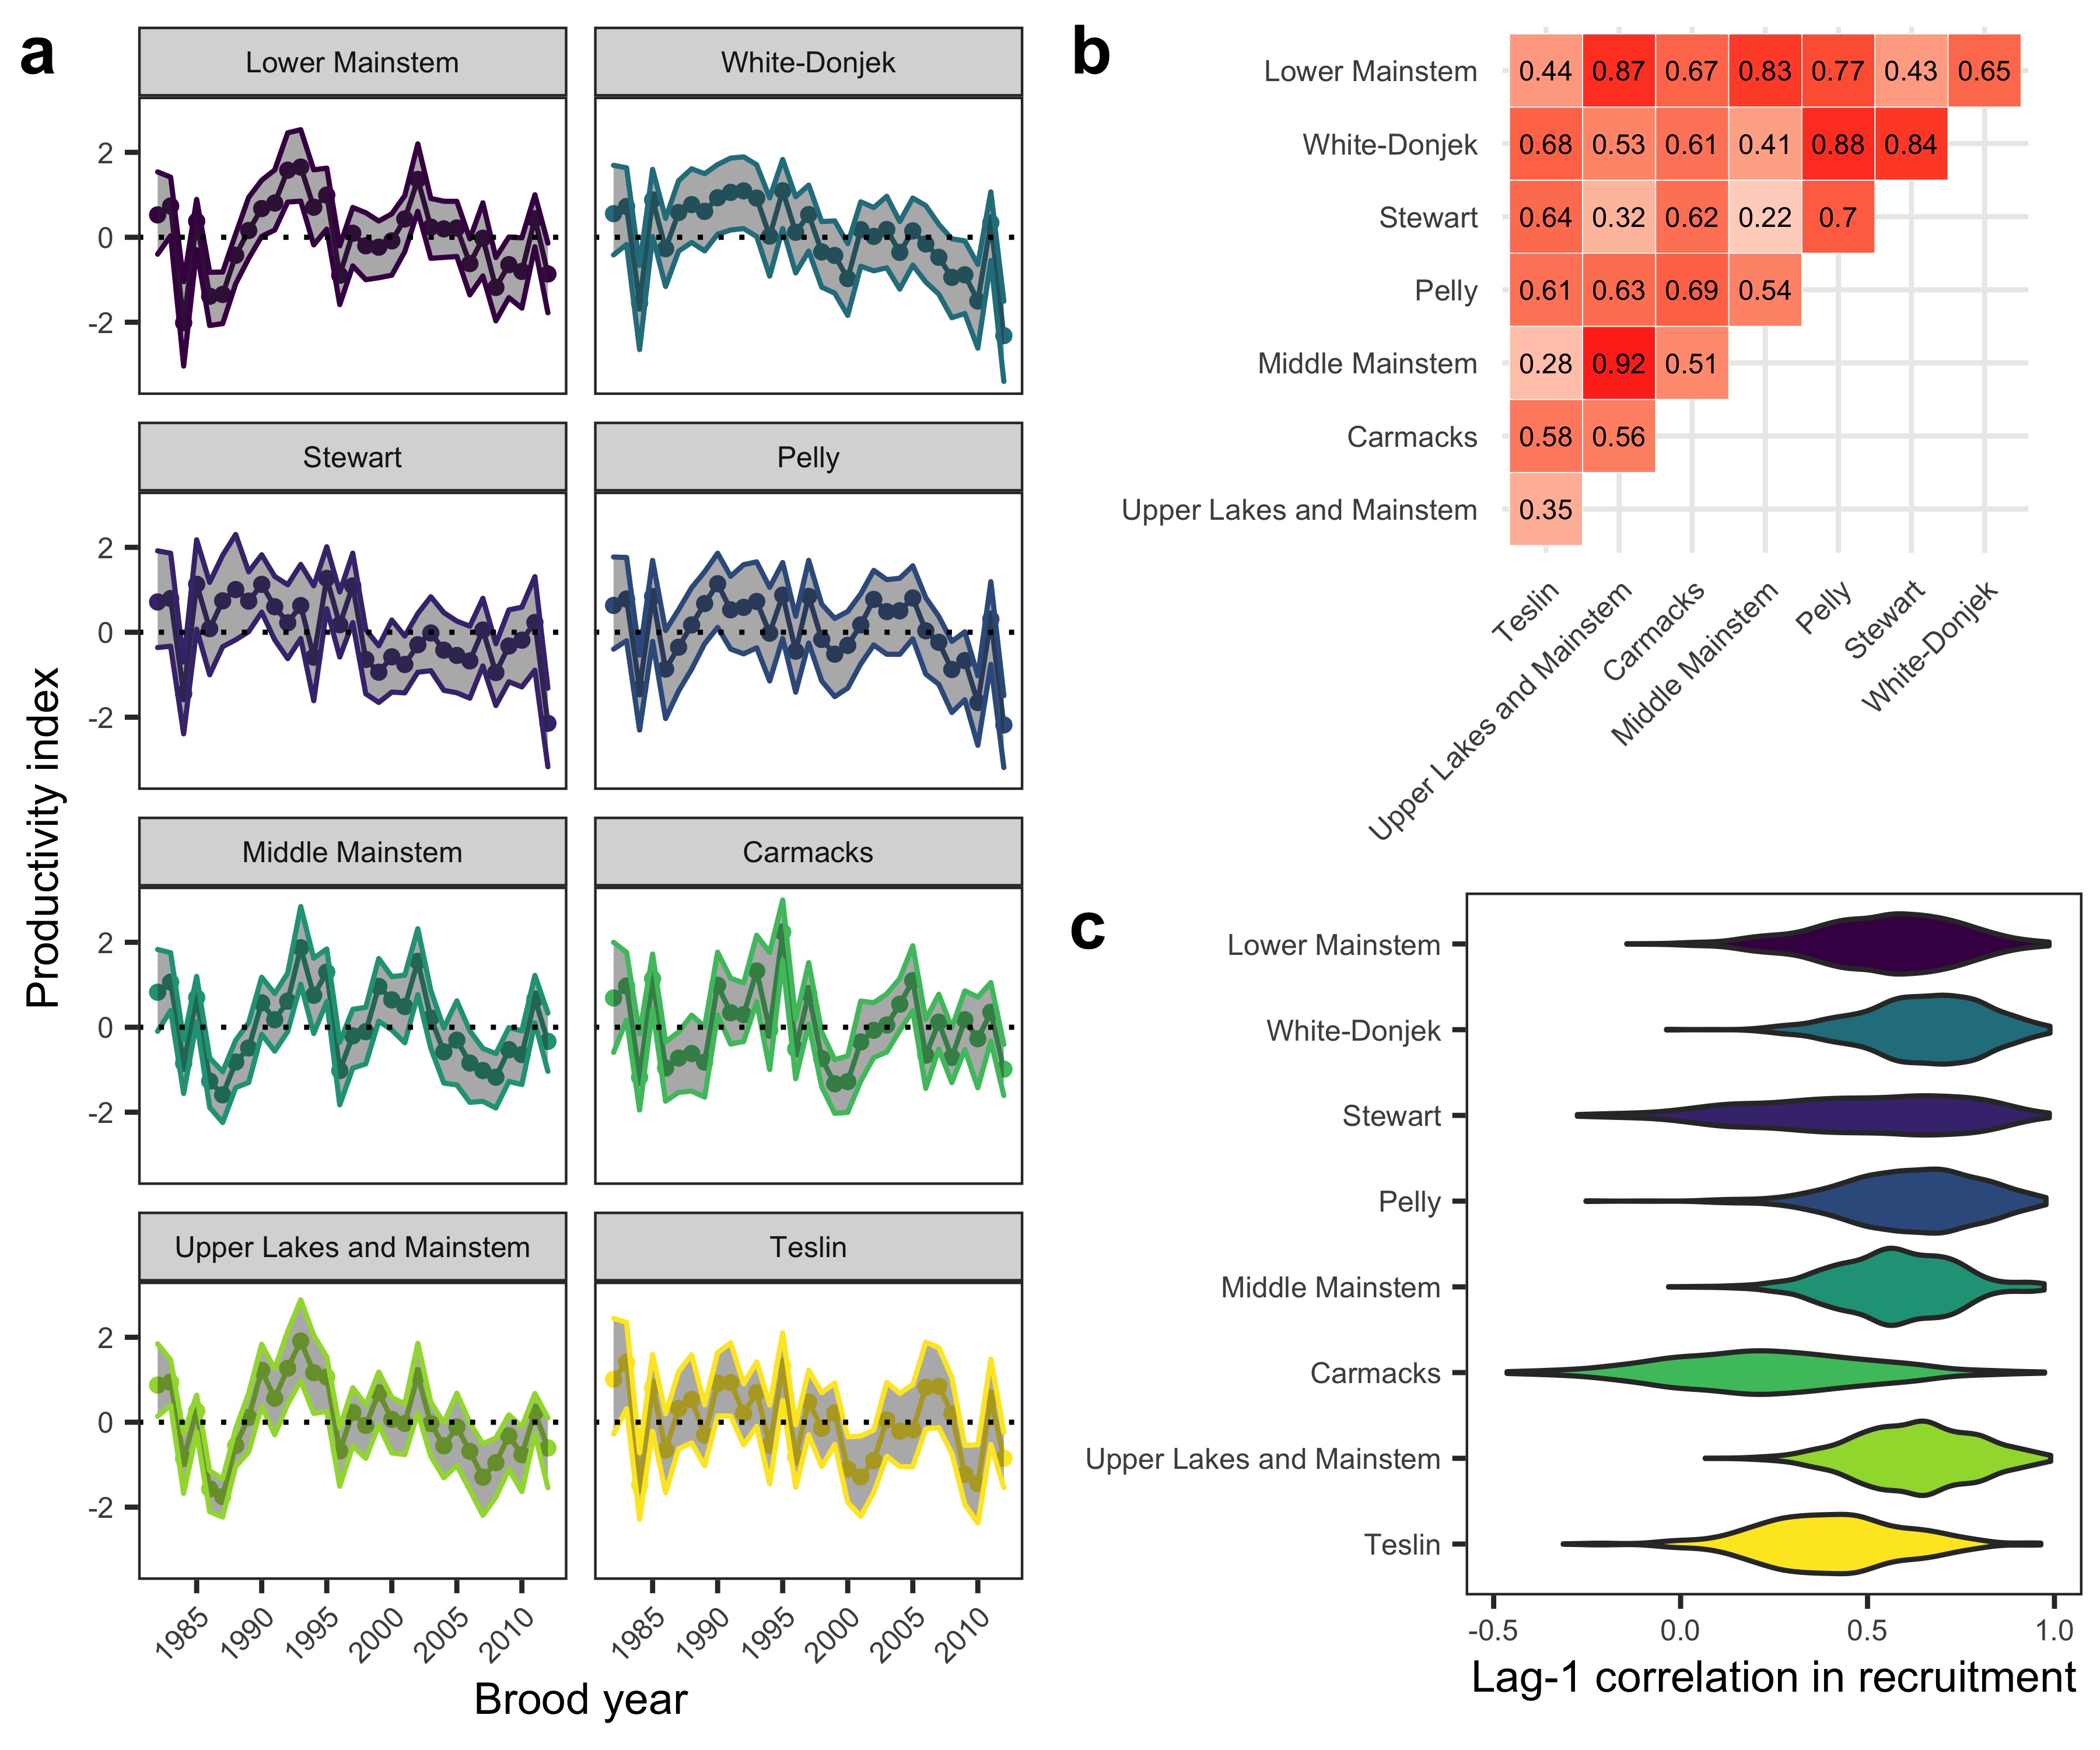 a
Lower Mainstem
White-Donjek
2
0
-2
Stewart
Pelly
2
0
-2
Productivity index
Middle Mainstem
Carmacks
2
0
-2
Upper Lakes and Mainstem
Teslin
2
0
-2
1985 1990 1995 2000 2005 2010
1985 1990 1995 2000 2005 2010
Brood year
b
Lower Mainstem 0.44 0.87 0.67 0.83 0.77 0.43 0.65
White-Donjek 0.68 0.53 0.61 0.41 0.88 0.84
Stewart 0.64 0.32 0.62 0.22 0.7
Pelly 0.61 0.63 0.69 0.54
Middle Mainstem 0.28 0.92 0.51
Carmacks 0.58 0.56
Upper Lakes and Mainstem 0.35
Teslin
Upper Lakes and Mainstem
Carmacks
Middle Mainstem
Pelly
Stewart
White-Donjek
c
Lower Mainstem
White-Donjek
Stewart
Pelly
Middle Mainstem
Carmacks
Upper Lakes and Mainstem
Teslin
-0.5 0.0 0.5 1.0
Lag-1 correlation in recruitment